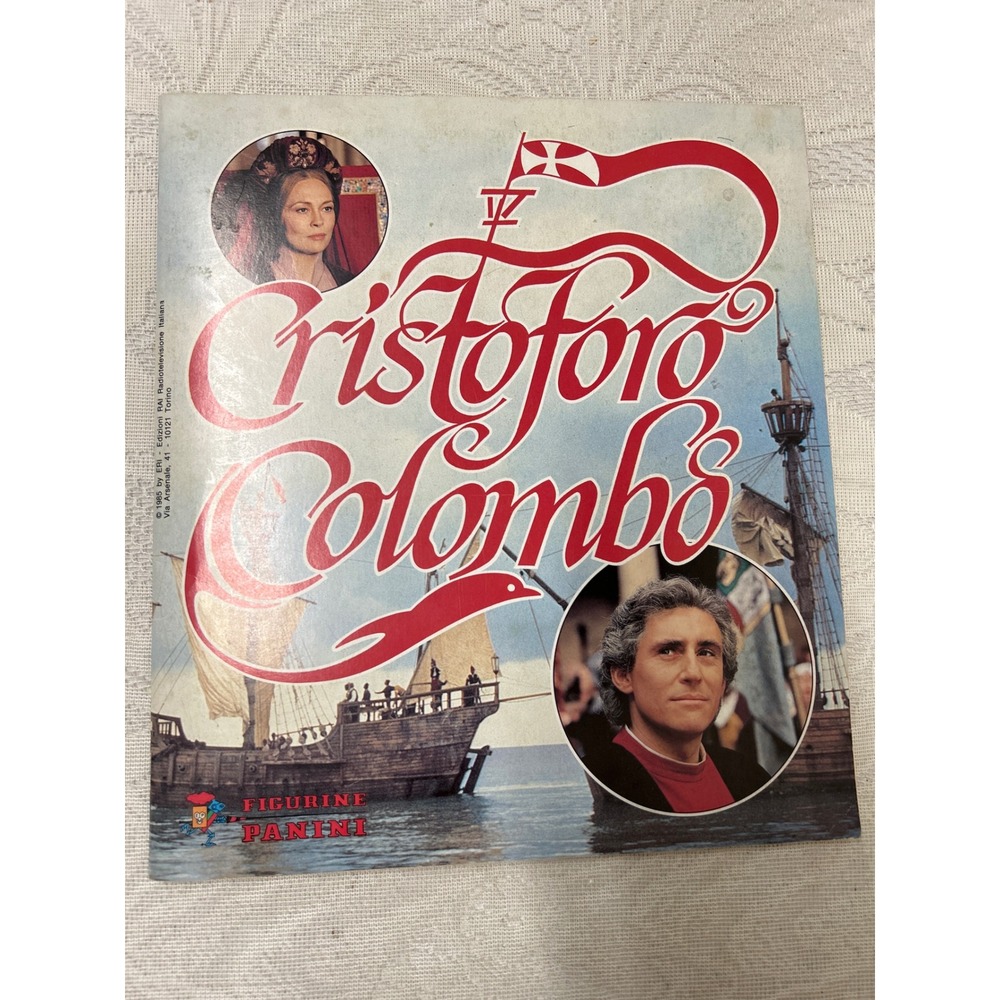 Cristoforo
Colombo
© 1985 by ERI - Edizioni RAI Radiotelevisione Italiana
Via Arsenale, 41 - 10121 Torino
FIGURINE
PANINI